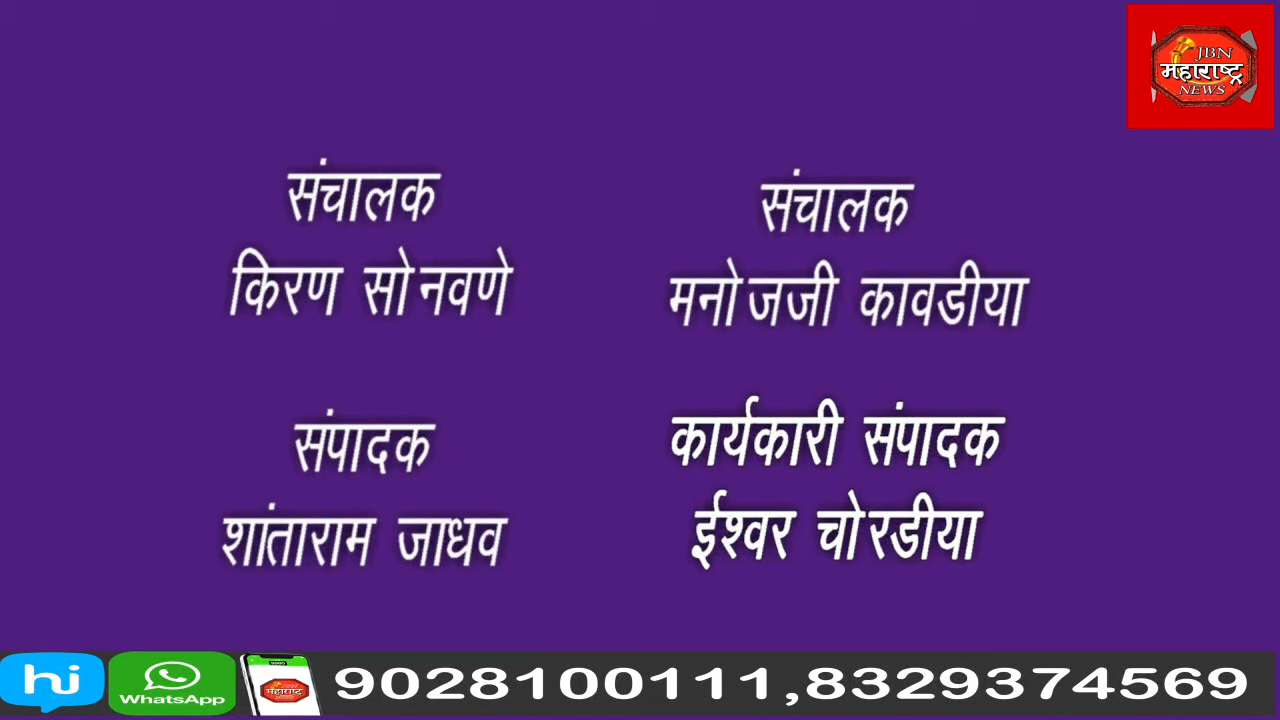 JBN
महाराष्ट्र
NEWS
संचालक
किरण सोनवणे
संचालक
मनोजजी कावडीया
संपादक
शांताराम जाधव
कार्यकारी संपादक
ईश्वर चोरडीया
hi
WhatsApp
महाराष्ट्र
9028100111,8329374569